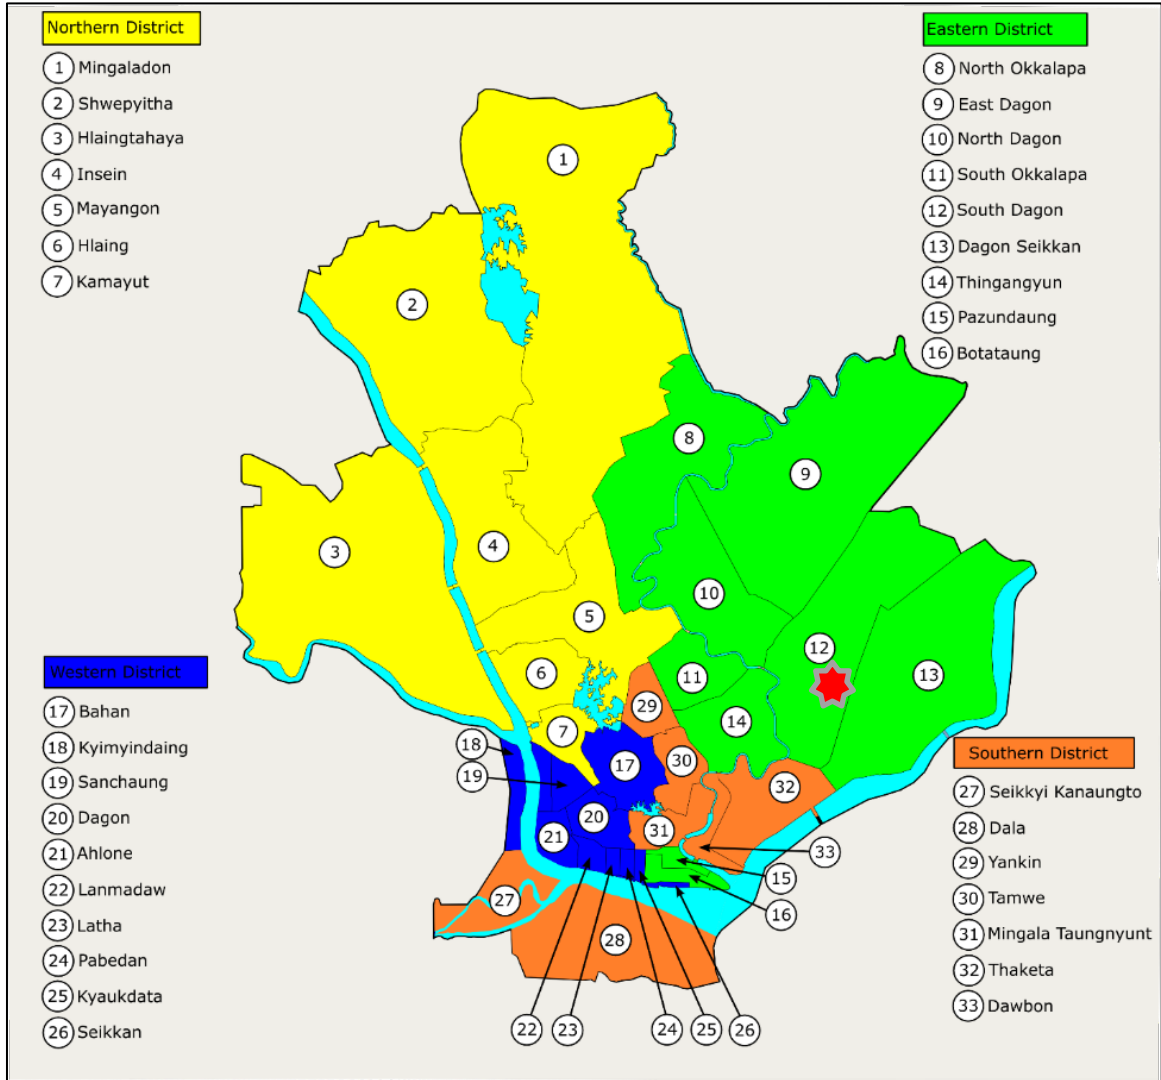 Northern District
1 Mingaladon
2 Shwepyitha
3 Hlaingtahaya
4 Insein
5 Mayangon
6 Hlaing
7 Kamayut
Eastern District
8 North Okkalapa
9 East Dagon
10 North Dagon
11 South Okkalapa
12 South Dagon
13 Dagon Seikkan
14 Thingangyun
15 Pazundaung
16 Botataung
1
2
8
9
3
4
10
5
12
6
11
13
29
14
7
18
17
30
19
32
20
31
21
33
15
27
16
28
22
23
24
25
26
Western District
17 Bahan
18 Kyimyindaing
19 Sanchaung
20 Dagon
21 Ahlone
22 Lanmadaw
23 Latha
24 Pabedan
25 Kyaukdata
26 Seikkan
Southern District
27 Seikkyi Kanaungto
28 Dala
29 Yankin
30 Tamwe
31 Mingala Taungnyunt
32 Thaketa
33 Dawbon